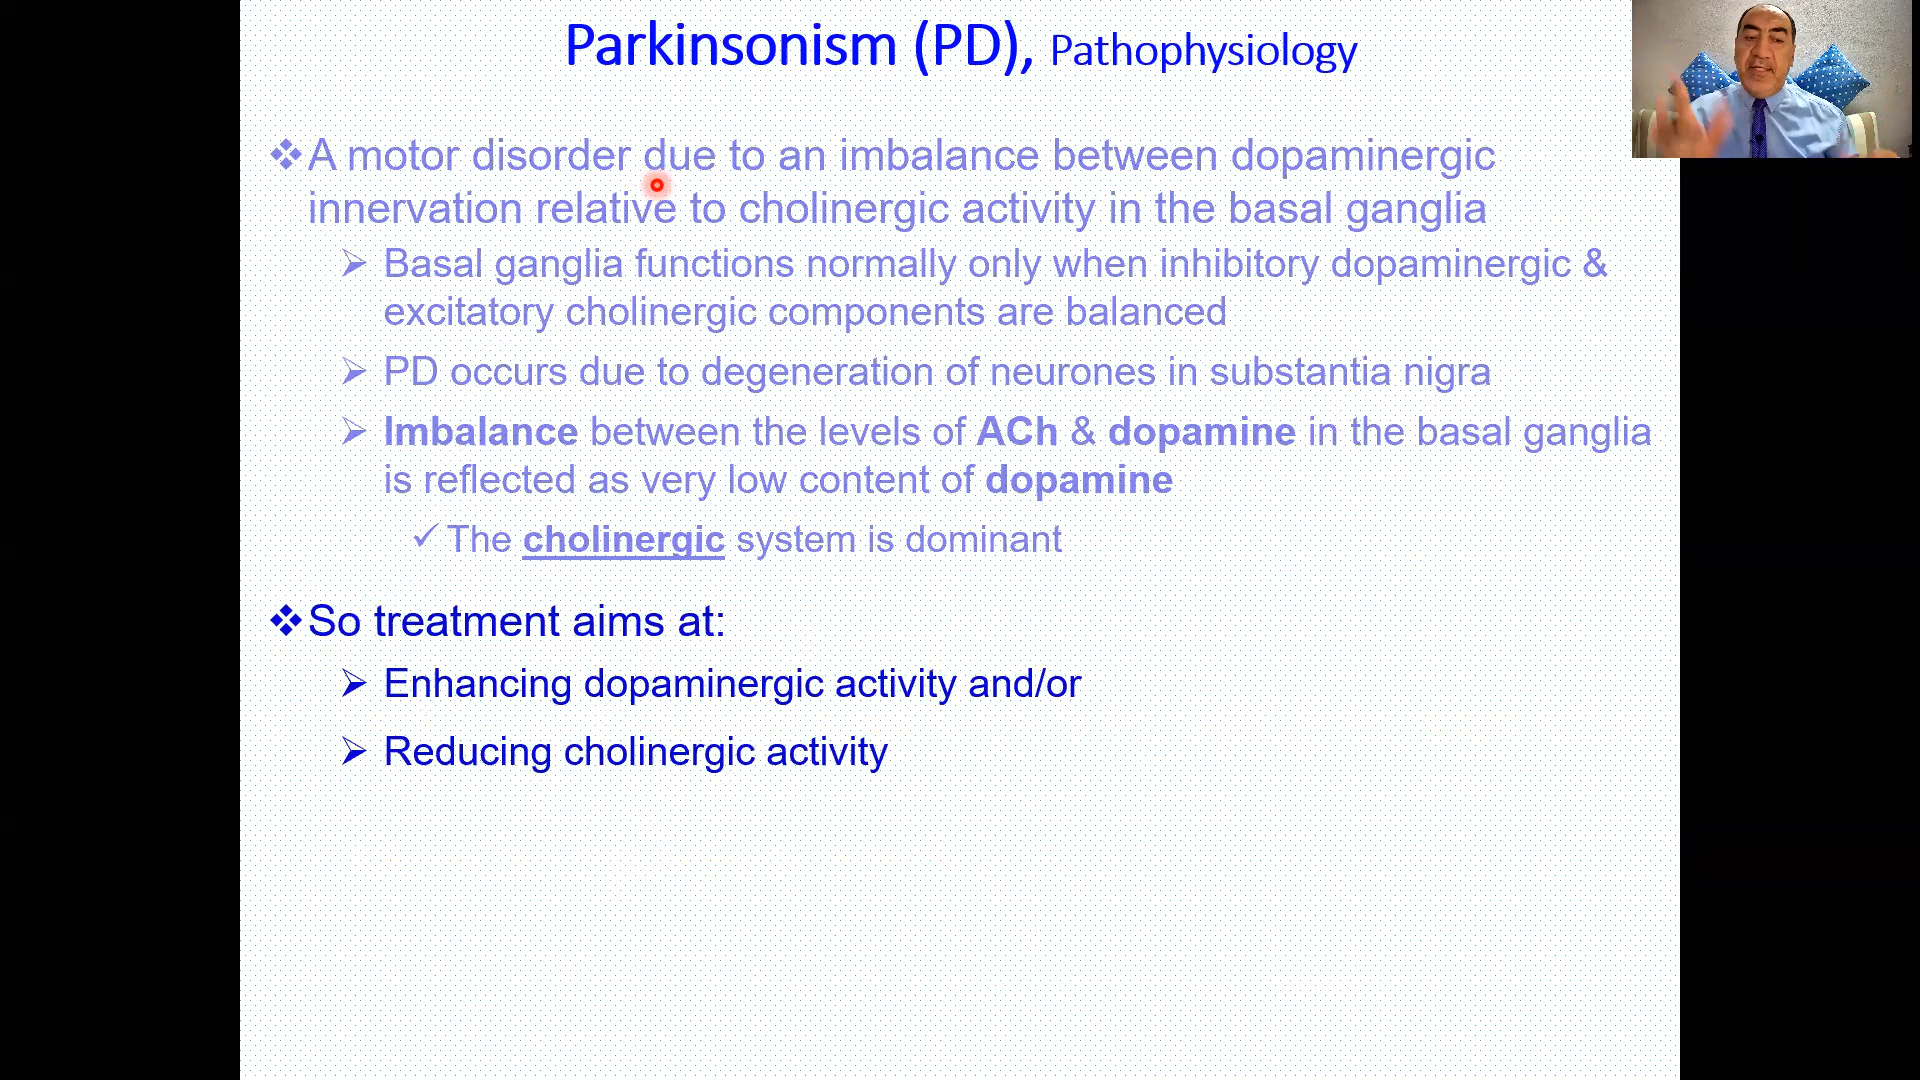 Parkinsonism (PD), Pathophysiology
❖A motor disorder due to an imbalance between dopaminergic
innervation relative to cholinergic activity in the basal ganglia
➢ Basal ganglia functions normally only when inhibitory dopaminergic &
excitatory cholinergic components are balanced
➢ PD occurs due to degeneration of neurones in substantia nigra
➢ Imbalance between the levels of ACh & dopamine in the basal ganglia
is reflected as very low content of dopamine
✓ The cholinergic system is dominant
❖So treatment aims at:
➢ Enhancing dopaminergic activity and/or
➢ Reducing cholinergic activity